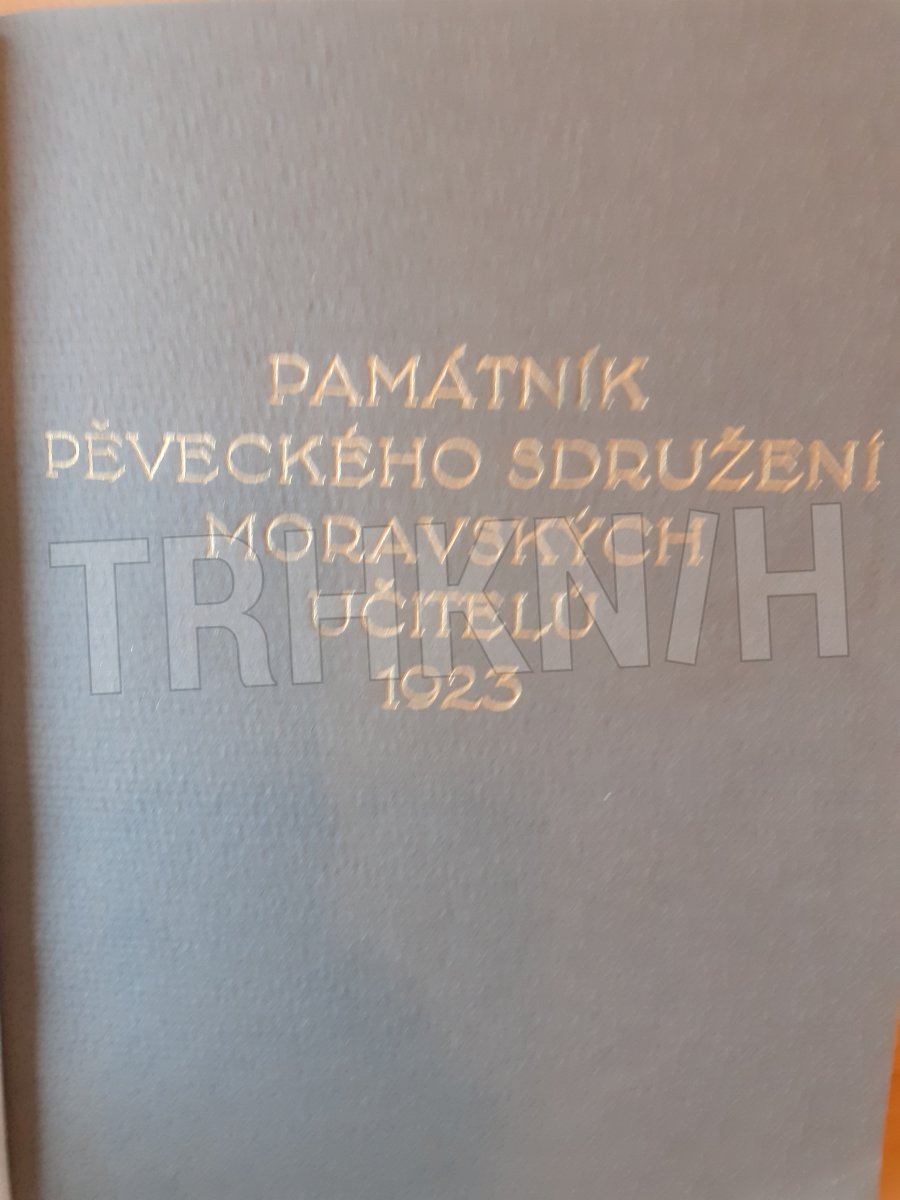 PAMÁTNÍK
PĚVECKÉHO SDRUŽENÍ
MORAVSKÝCH
UČITELŮ
1923
TRHKNIH